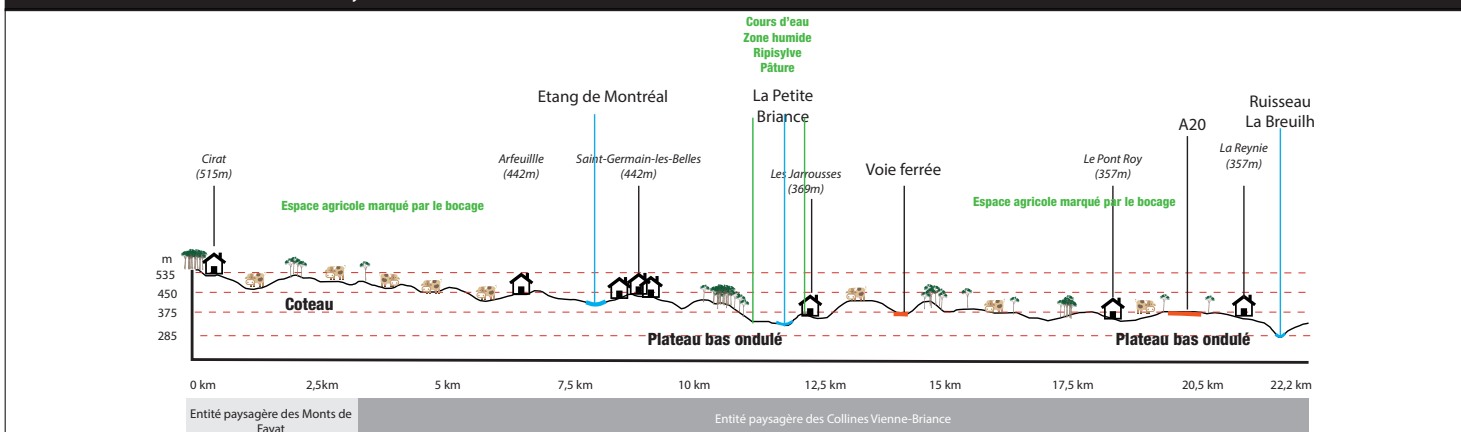 Cours d'eau
Zone humide
Ripisylve
Pâture
Etang de Montréal
La Petite
Briance
Ruisseau
La Breuilh
A20
Cirat
(515m)
Arfeuillle
(442m)
Saint-Germain-les-Belles
(442m)
Les Jarrousses
(369m)
Voie ferrée
Le Pont Roy
(357m)
La Reynie
(357m)
Espace agricole marqué par le bocage
Espace agricole marqué par le bocage
m
535
450
375
285
Coteau
Plateau bas ondulé
Plateau bas ondulé
0 km
2,5km
5 km
7,5 km
10 km
12,5 km
15 km
17,5 km
20,5 km
22,2 km
Entité paysagère des Monts de
Fayat
Entité paysagère des Collines Vienne-Briance